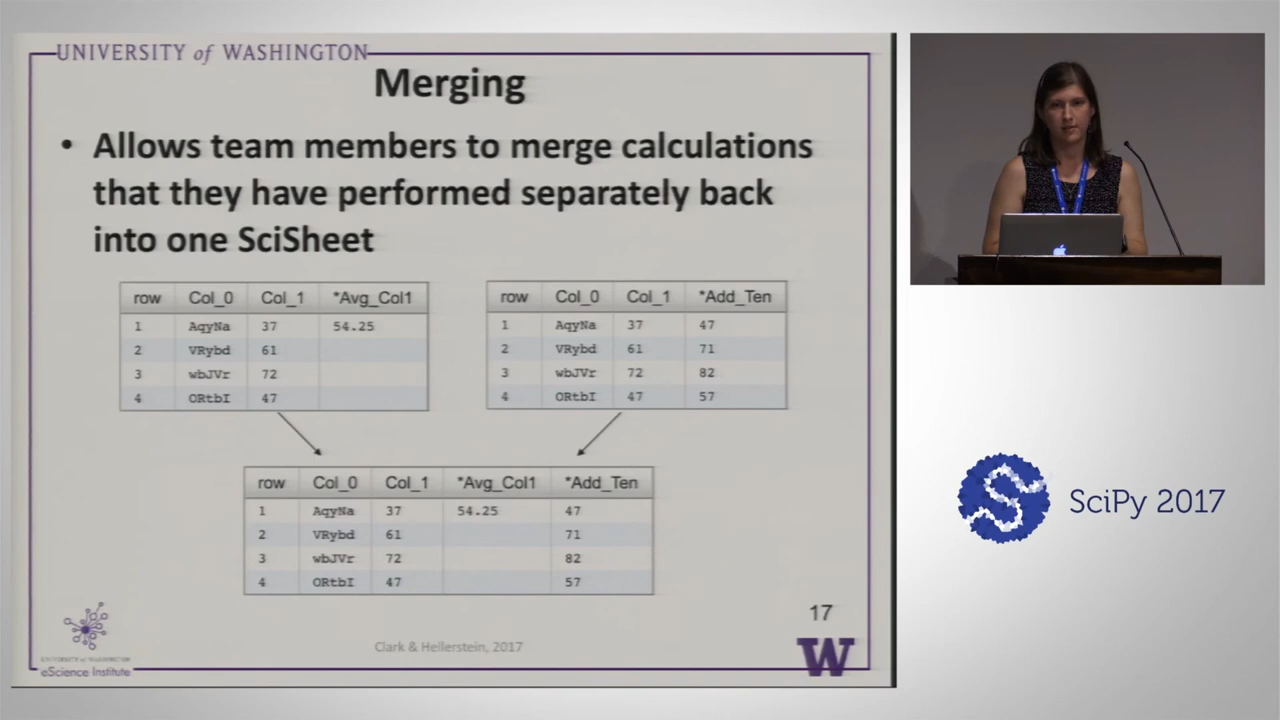 UNIVERSITY of WASHINGTON
Merging
• Allows team members to merge calculations
that they have performed separately back
into one SciSheet
row Col_0 Col_1 *Avg_Col1
1 AqyNa 37 54.25
2 VRybd 61
3 wbJVr 72
4 ORtbI 47
row Col_0 Col_1 *Add_Ten
1 AqyNa 37 47
2 VRybd 61 71
3 wbJVr 72 82
4 ORtbI 47 57
row Col_0 Col_1 *Avg_Col1 *Add_Ten
1 AqyNa 37 54.25 47
2 VRybd 61 71
3 wbJVr 72 82
4 ORtbI 47 57
17
Clark & Hellerstein, 2017
W
UNIVERSITY of WASHINGTON
eScience Institute
SciPy 2017